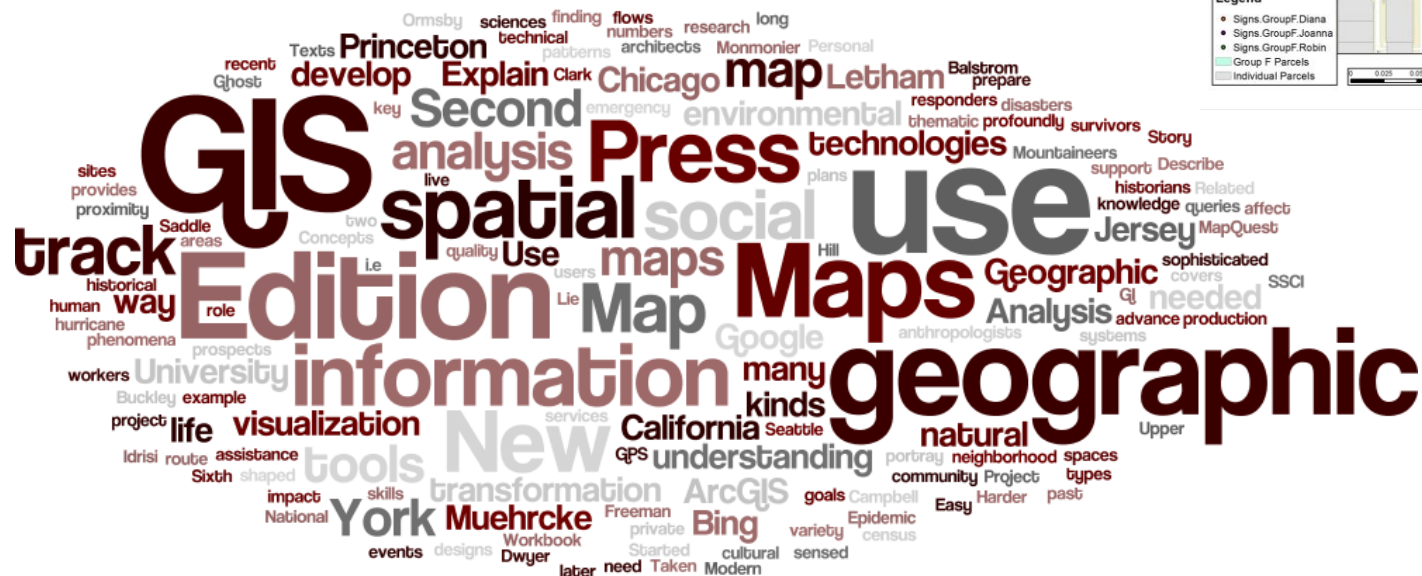 Legend
Signs.GroupF.Diana
Signs.GroupF.Joanna
Signs.GroupF.Robin
Group F Parcels
Individual Parcels
0 0.025 0.05
Ormsby sciences finding flows
numbers research long
Texts Princeton technical patterns architects Monmonier Personal
recent develop Explain Clark Chicago map Letham Balstrom
Ghost prepare
key Second emergency environmental responders disasters
thematic profoundly survivors
GIS analysis Press technologies Story
Mountaineers
sites live plans use support Describe
provides spatial social historians Related
proximity two knowledge queries affect
Saddle Jersey MapQuest
track areas Concepts quality Use maps Hill Maps Geographic sophisticated
i.e users covers SSCI
historical Edition GI needed
human way role Lie Map Analysis advance production
hurricane Google anthropologists systems
phenomena
prospects information many geographic
workers University
Buckley example kinds
project life visualization New services California Seattle natural Upper
Idrisi route assistance tools GPS understanding portray neighborhood spaces
Sixth shaped community Project types
impact skills transformation ArcGIS goals Campbell Easy Harder past
National York Muehrcke Freeman private Bing variety Epidemic
Workbook census
events designs Dwyer Started cultural sensed
later need Taken Modern